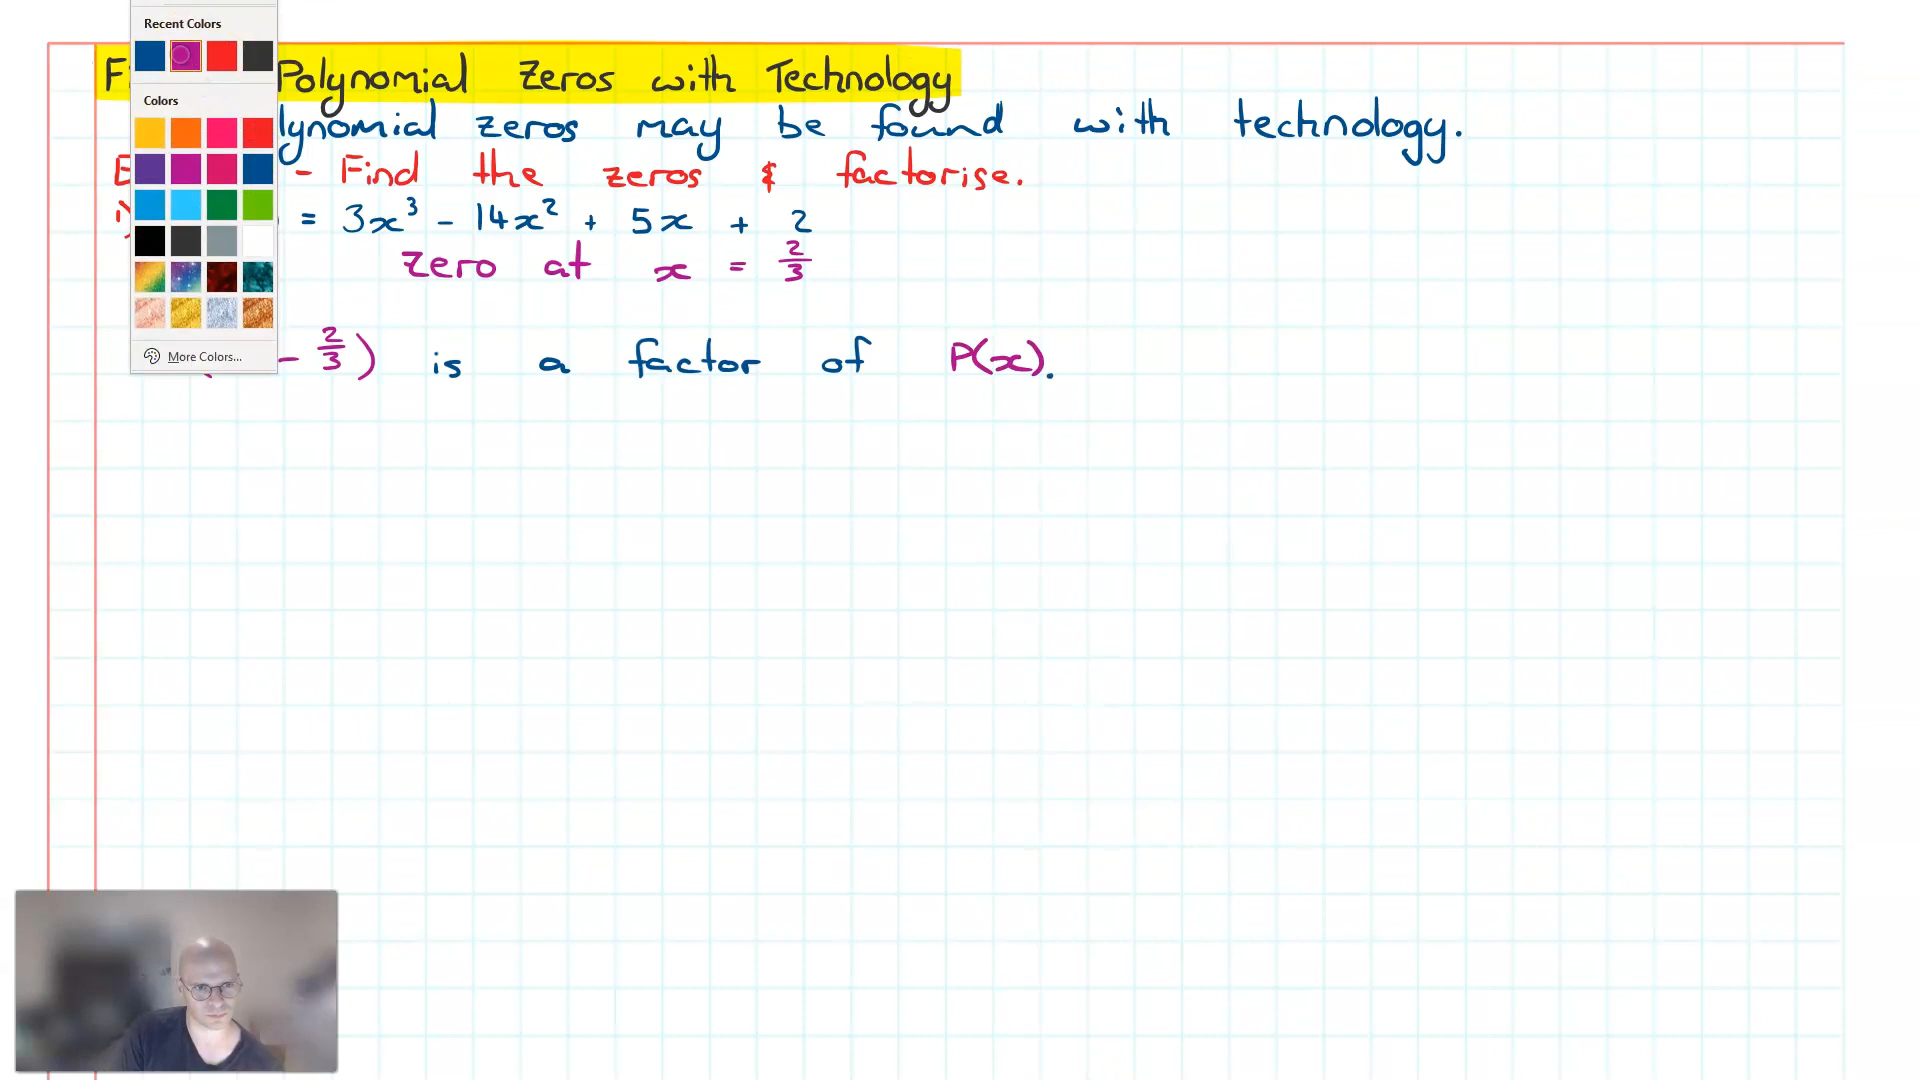 Recent Colors
Polynomial Zeros with Technology
Colors
lynomial zeros may be found with technology.
- Find the zeros & factorise.
= 3x³ - 14x² + 5x + 2
zero at x = 2/3
More Colors...
- 2/3) is a factor of P(x).